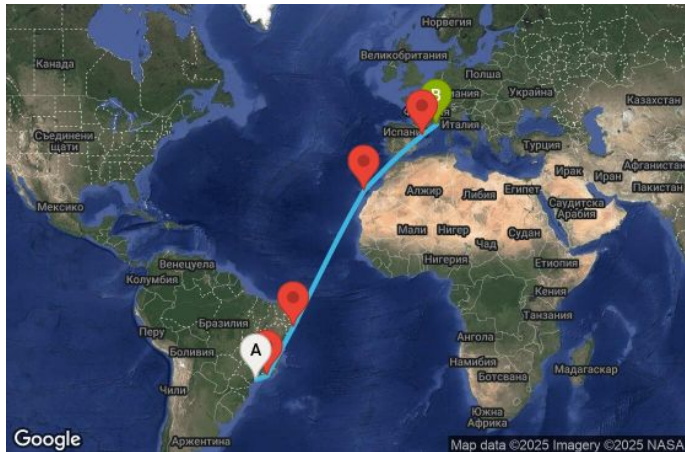 Норвегия
Канада
Великобритания
Полша
Украйна
Казахстан
Италия
Съединени
щати
Турция
Ирак
Афганистан
Иран
Пакистан
Алжир
Либия
Египет
Саудитска
Арабия
Мексико
Мали
Нигер
Судан
Чад
Венецуела
Нигерия
Етиопия
Колумбия
Кения
Бразилия
Танзания
Перу
Ангола
Боливия
Намибия
Мадагаскар
Ботсвана
Чили
Южна
Африка
Аржентина
A
B
Google
Map data ©2025 Imagery ©2025 NASA